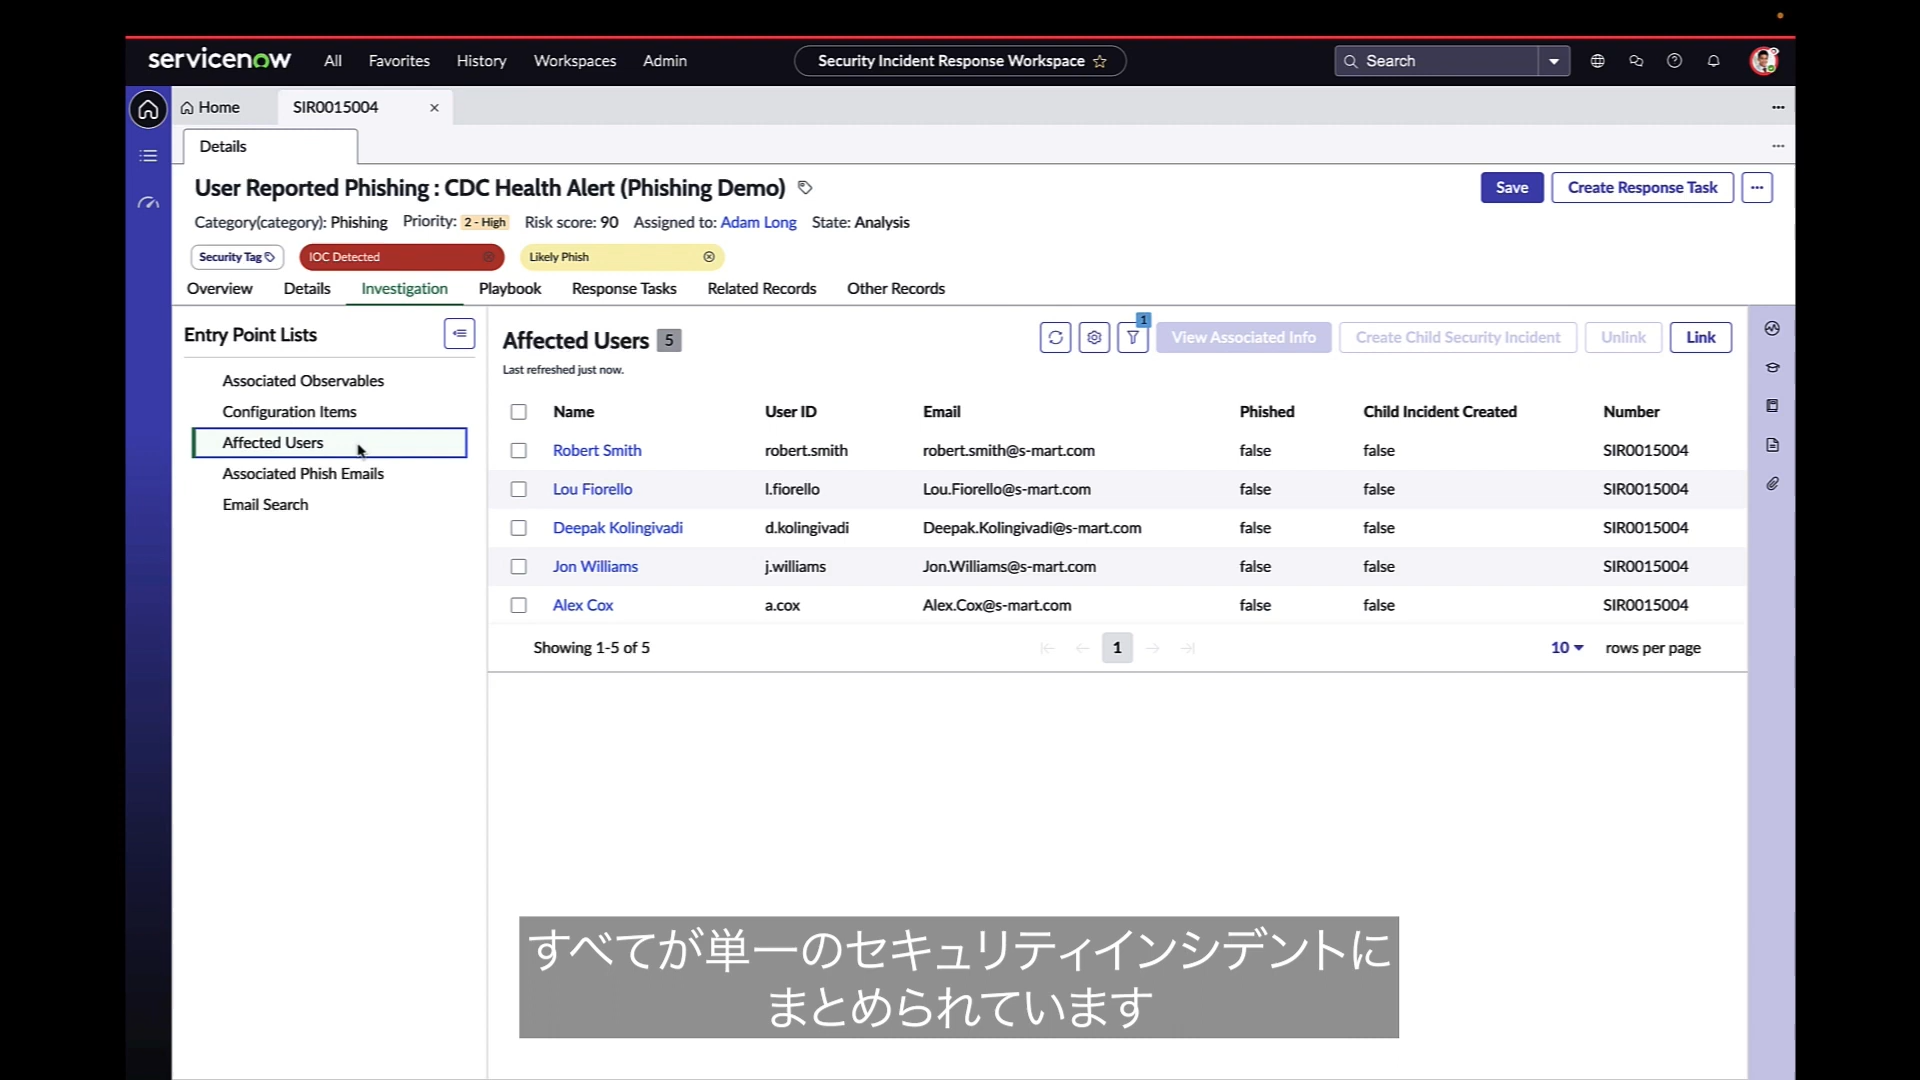 servicenow All Favorites History Workspaces Admin Security Incident Response Workspace Search
Home SIR0015004
Details
User Reported Phishing : CDC Health Alert (Phishing Demo) Save Create Response Task
Category(category): Phishing Priority: 2 - High Risk score: 90 Assigned to: Adam Long State: Analysis
Security Tag IOC Detected Likely Phish
Overview Details Investigation Playbook Response Tasks Related Records Other Records
Entry Point Lists
Associated Observables
Configuration Items
Affected Users
Associated Phish Emails
Email Search
Affected Users 5 1 View Associated Info Create Child Security Incident Unlink Link
Last refreshed just now.
Name User ID Email Phished Child Incident Created Number
Robert Smith robert.smith robert.smith@s-mart.com false false SIR0015004
Lou Fiorello l.fiorello Lou.Fiorello@s-mart.com false false SIR0015004
Deepak Kolingivadi d.kolingivadi Deepak.Kolingivadi@s-mart.com false false SIR0015004
Jon Williams j.williams Jon.Williams@s-mart.com false false SIR0015004
Alex Cox a.cox Alex.Cox@s-mart.com false false SIR0015004
Showing 1-5 of 5 1 10 rows per page
すべてが単一のセキュリティインシデントに
まとめられています